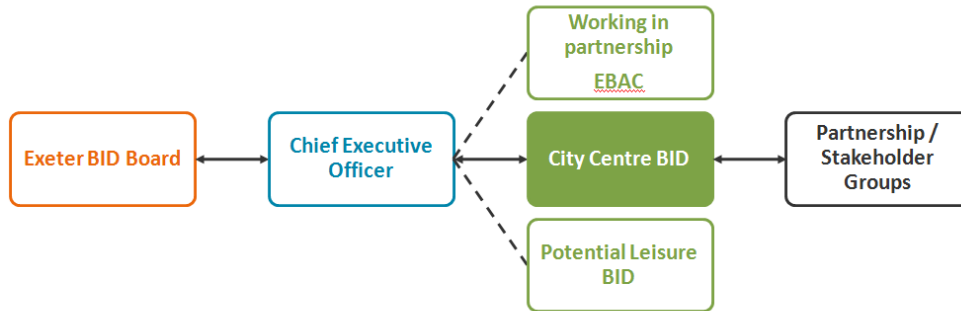 Working in
partnership
EBAC
Exeter BID Board
Chief Executive
Officer
City Centre BID
Partnership /
Stakeholder
Groups
Potential Leisure
BID